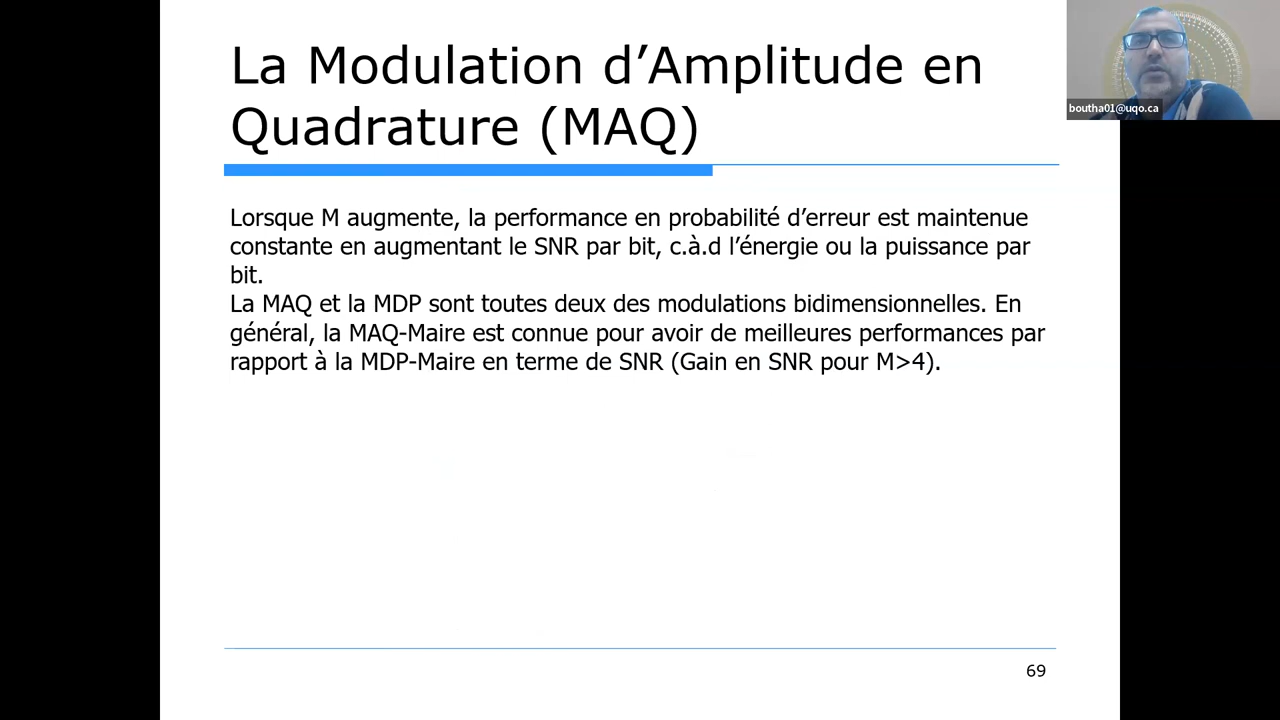 La Modulation d’Amplitude en
Quadrature (MAQ)
boutha01@uqo.ca
Lorsque M augmente, la performance en probabilité d’erreur est maintenue
constante en augmentant le SNR par bit, c.à.d l’énergie ou la puissance par
bit.
La MAQ et la MDP sont toutes deux des modulations bidimensionnelles. En
général, la MAQ-Maire est connue pour avoir de meilleures performances par
rapport à la MDP-Maire en terme de SNR (Gain en SNR pour M>4).
69